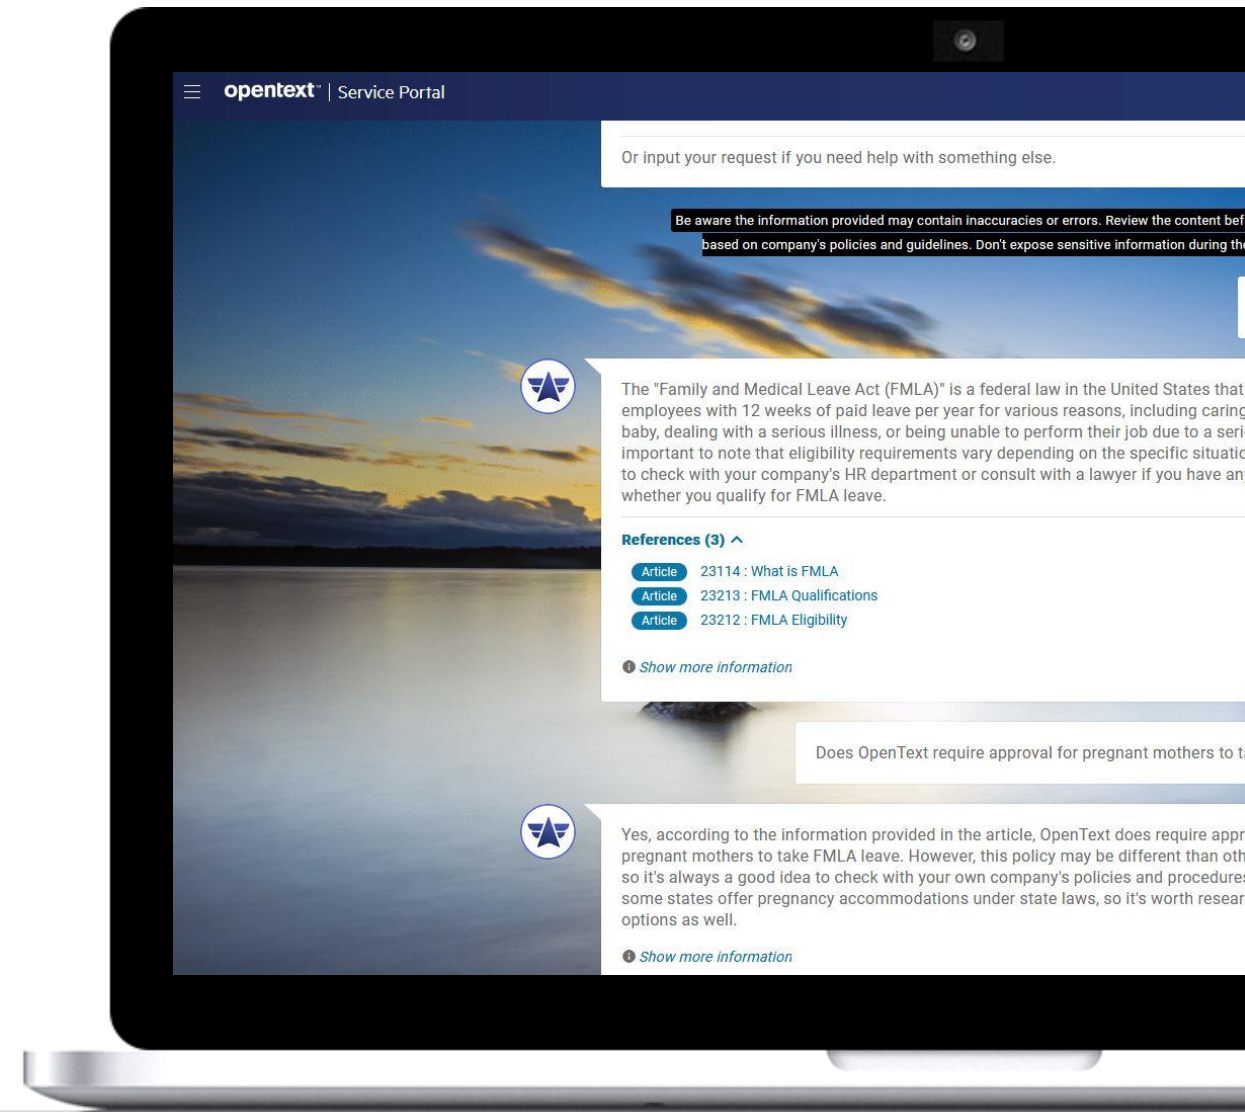 opentext™ | Service Portal
Or input your request if you need help with something else.
Be aware the information provided may contain inaccuracies or errors. Review the content
based on company's policies and guidelines. Don't expose sensitive information during
The "Family and Medical Leave Act (FMLA)" is a federal law in the United States that
employees with 12 weeks of paid leave per year for various reasons, including caring
baby, dealing with a serious illness, or being unable to perform their job due to a
important to note that eligibility requirements vary depending on the specific
to check with your company's HR department or consult with a lawyer if you have
whether you qualify for FMLA leave.
References (3)
Article 23114 : What is FMLA
Article 23213 : FMLA Qualifications
Article 23212 : FMLA Eligibility
Show more information
Does OpenText require approval for pregnant mothers to
Yes, according to the information provided in the article, OpenText does require
pregnant mothers to take FMLA leave. However, this policy may be different than
so it's always a good idea to check with your own company's policies and
some states offer pregnancy accommodations under state laws, so it's worth
options as well.
Show more information